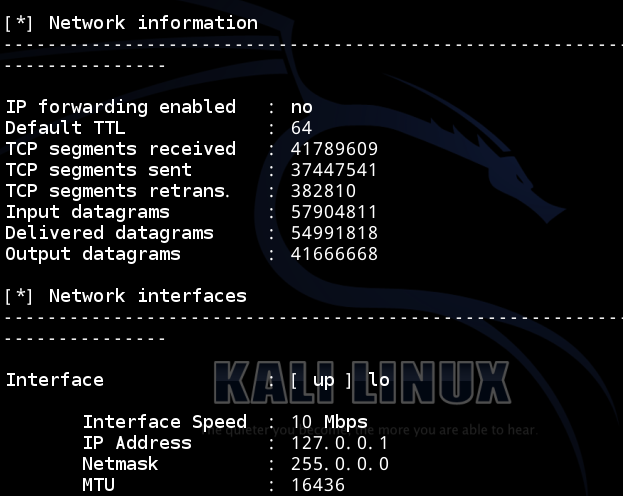 [*] Network information
--------------------------------------------------------------------------
---------------
IP forwarding enabled : no
Default TTL : 64
TCP segments received : 41789609
TCP segments sent : 37447541
TCP segments retrans. : 382810
Input datagrams : 57904811
Delivered datagrams : 54991818
Output datagrams : 41666668
[*] Network interfaces
--------------------------------------------------------------------------
---------------
KALI LINUX
Interface : [ up ] lo
Interface Speed : 10 Mbps
The quieter you become, the more you are able to hear.
IP Address : 127.0.0.1
Netmask : 255.0.0.0
MTU : 16436